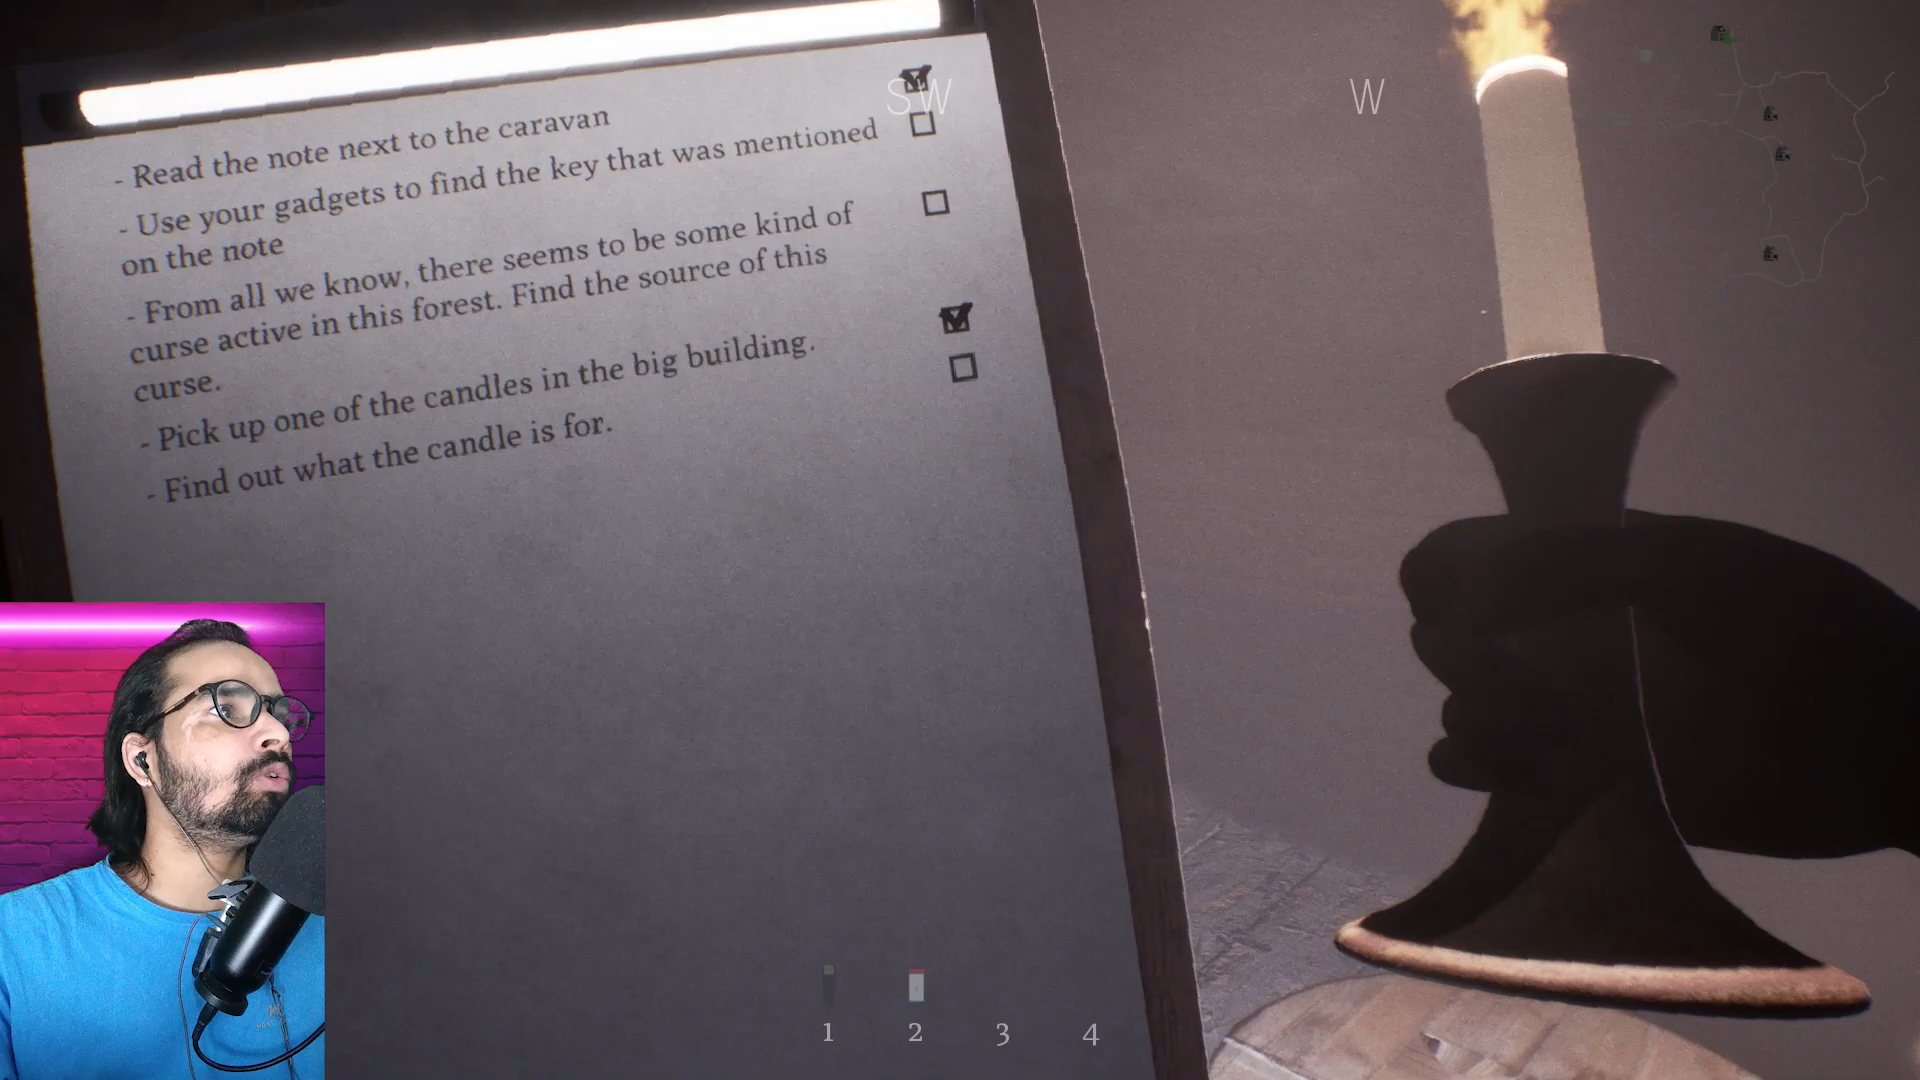 SW
W
- Read the note next to the caravan
- Use your gadgets to find the key that was mentioned
on the note
- From all we know, there seems to be some kind of
curse active in this forest. Find the source of this
curse.
- Pick up one of the candles in the big building.
- Find out what the candle is for.
1 2 3 4